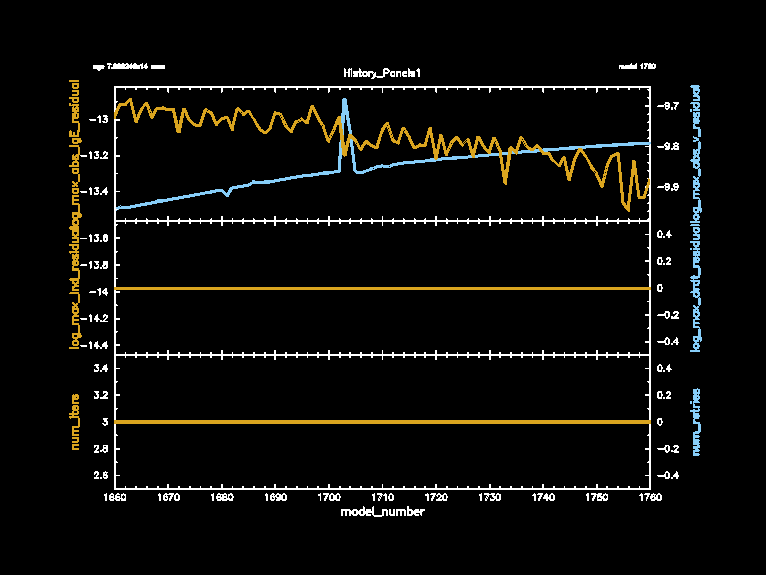 History_Panels1
model 1760
log_max_abs_lgE_residual
-13
-13.2
-13.4
-9.7
-9.8
-9.9
log_max_abs_v_residual
log_max_lnd_residual
-13.6
-13.8
-14
-14.2
-14.4
0.4
0.2
0
-0.2
-0.4
log_max_drdt_residual
num_iters
3.4
3.2
3
2.8
2.6
0.4
0.2
0
-0.2
-0.4
num_retries
1660 1670 1680 1690 1700 1710 1720 1730 1740 1750 1760
model_number